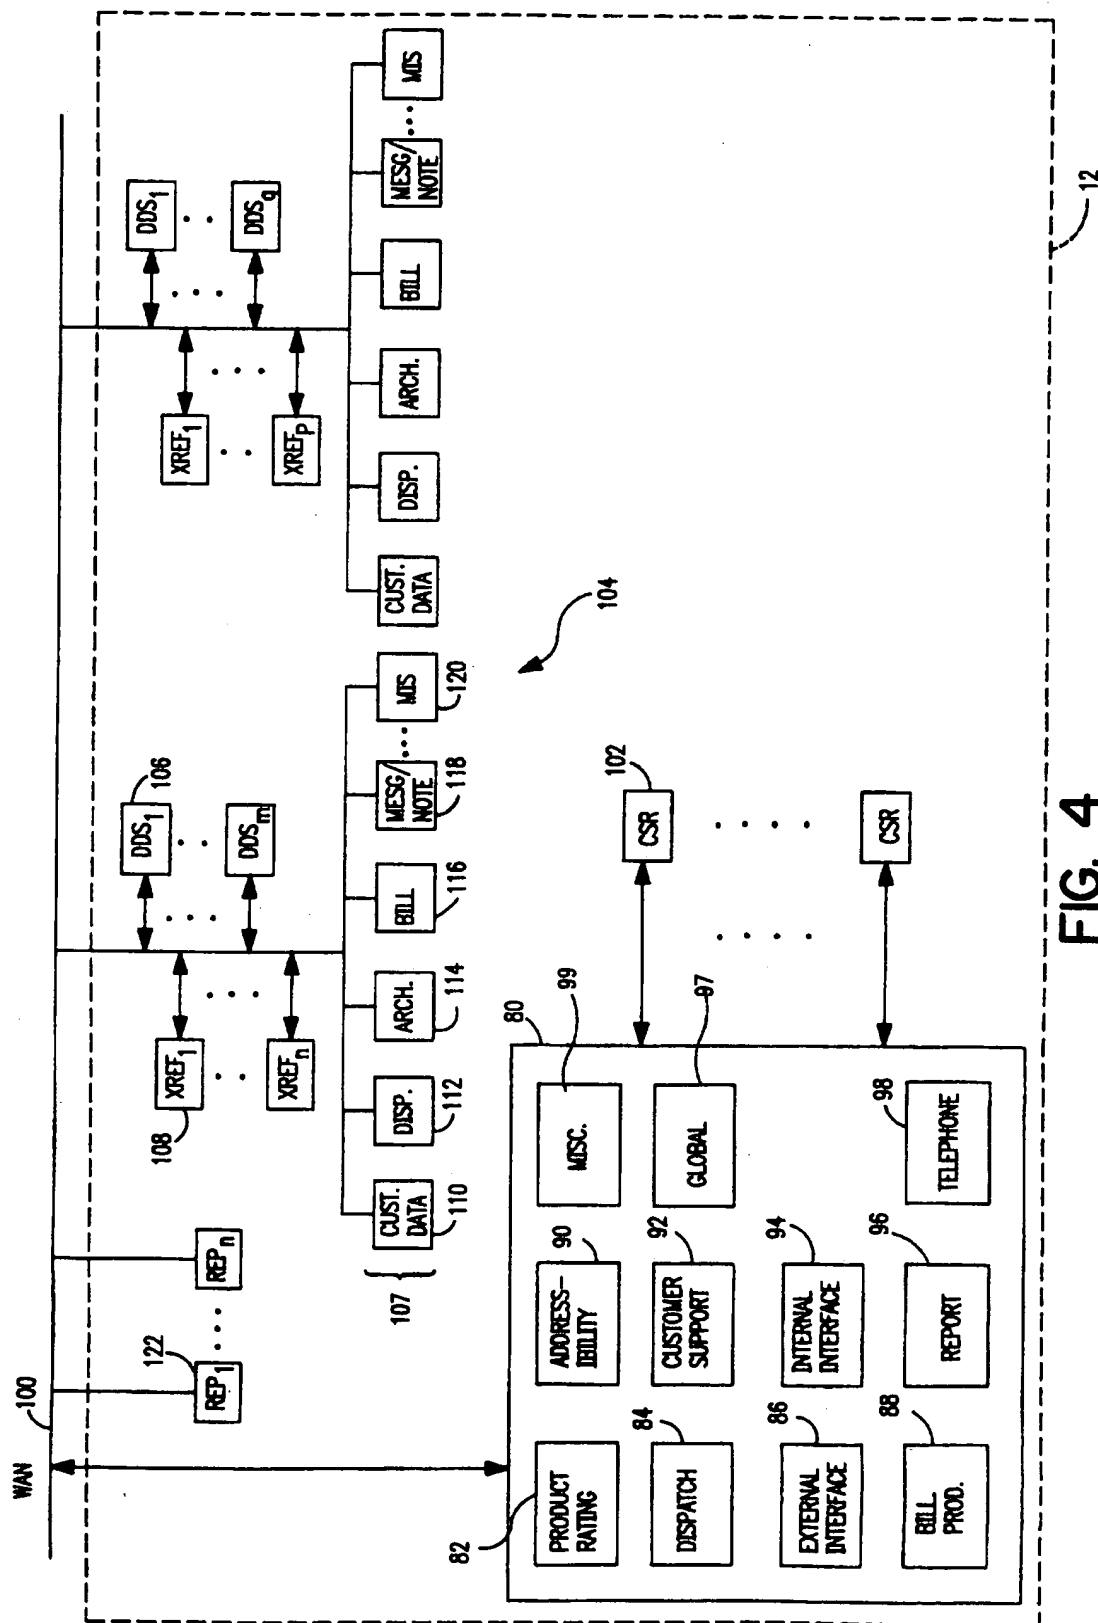 WAN
100
122
REP1
REPn
108
XREF1
XREFn
DDS1
106
DDSm
XREF1
XREFp
DDS1
DDSq
107
CUST.
DATA
110
DISP.
112
ARCH.
114
BILL
116
MESG/
NOTE
118
MIS
120
CUST.
DATA
DISP.
ARCH.
BILL
MESG/
NOTE
MIS
104
80
82
PRODUCT
RATING
90
ADDRESS-
IBILITY
99
MISC.
84
DISPATCH
92
CUSTOMER
SUPPORT
97
GLOBAL
86
EXTERNAL
INTERFACE
94
INTERNAL
INTERFACE
88
BILL
PROD.
96
REPORT
98
TELEPHONE
102
CSR
CSR
12
FIG. 4